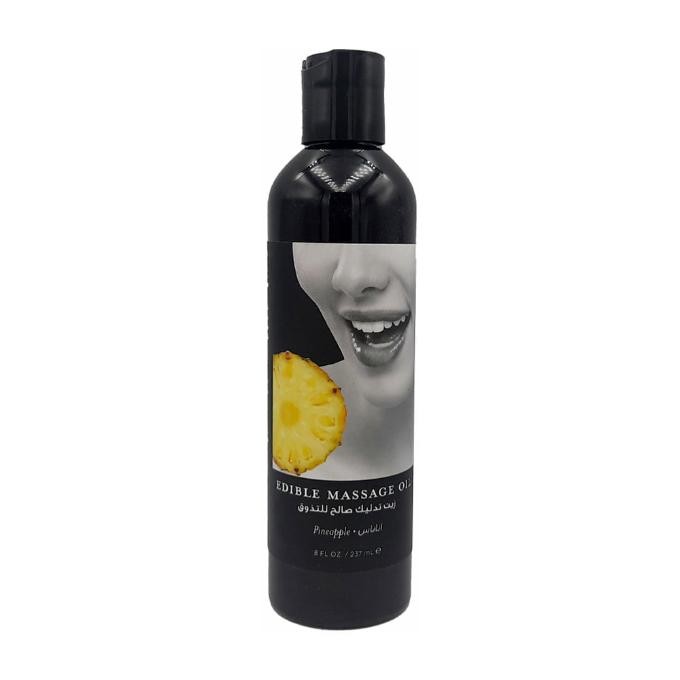 EDIBLE MASSAGE OIL
زيت تدليك صالح للتذوق
Pineapple • اناناس
8 FL OZ. / 237 mL ℮